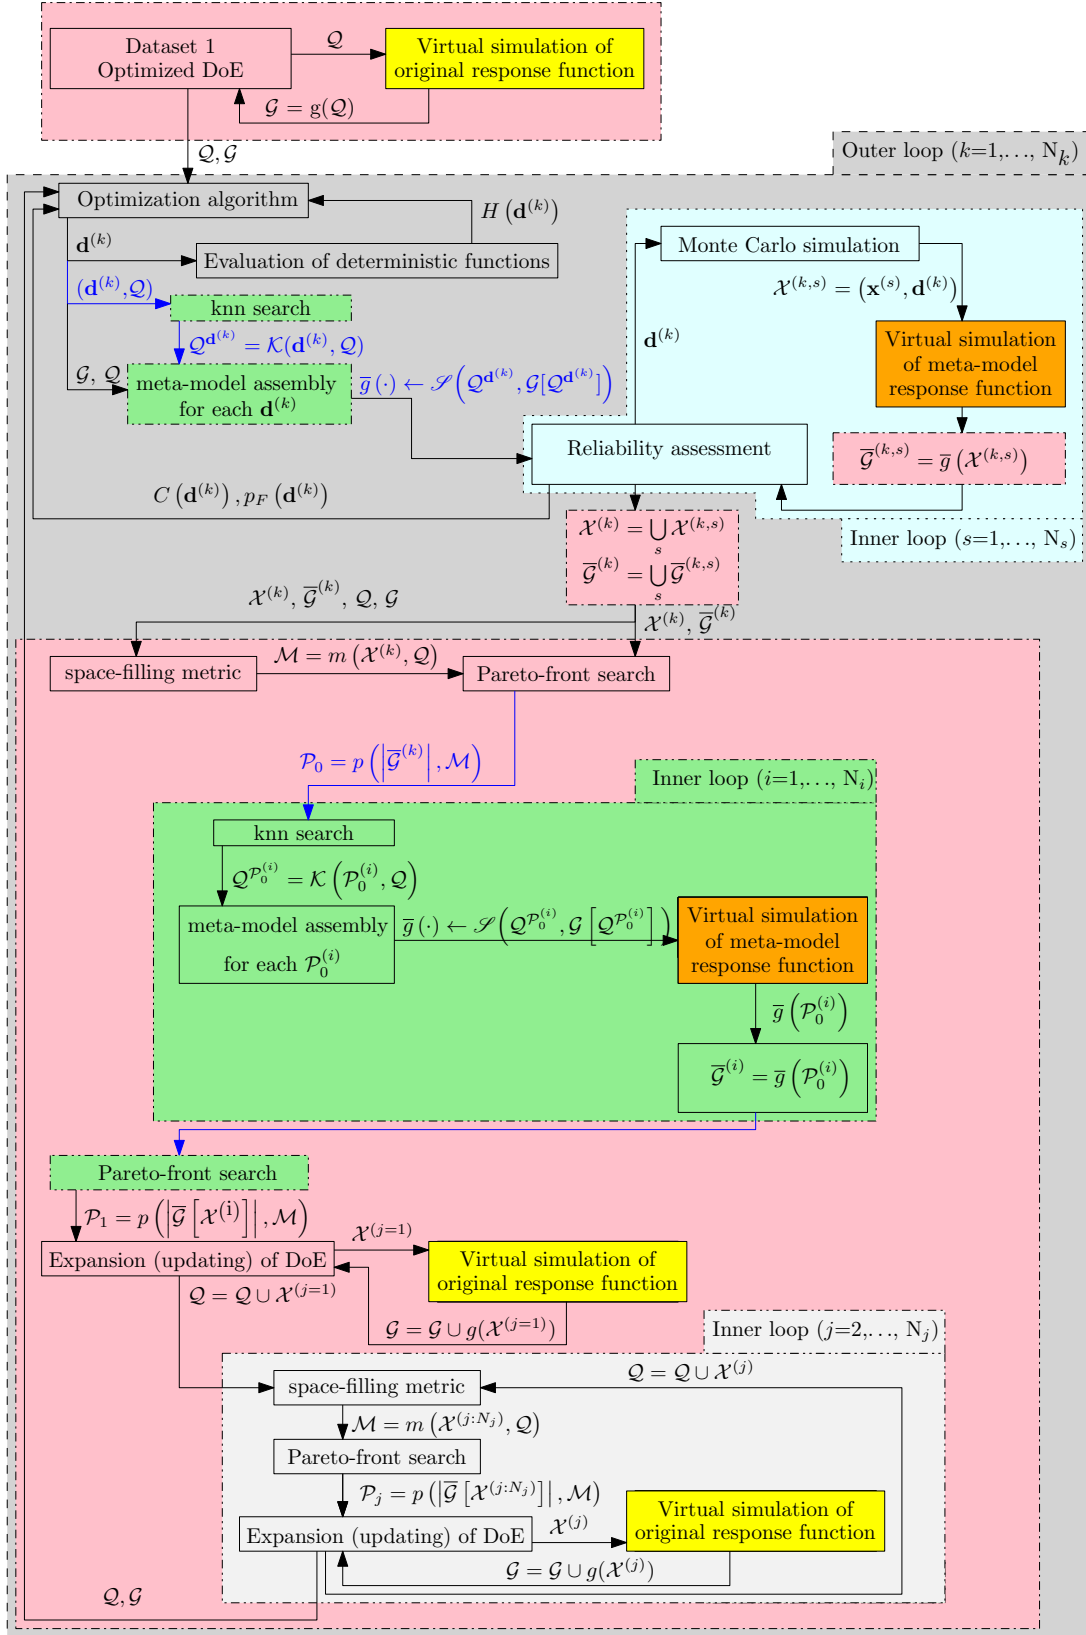 Dataset 1
Optimized DoE
𝒬
Virtual simulation of
original response function
𝒢 = g(𝒬)
𝒬, 𝒢
Outer loop (k=1,…, N_k)
Optimization algorithm
H (𝐝^(k))
𝐝^(k)
Evaluation of deterministic functions
(𝐝^(k),𝒬)
knn search
𝒬^{𝐝^(k)} = 𝒦(𝐝^(k), 𝒬)
𝒢, 𝒬
meta-model assembly
for each 𝐝^(k)
g̅ (·) ← 𝒮(𝒬^{𝐝^(k)}, 𝒢[𝒬^{𝐝^(k)}])
Monte Carlo simulation
𝒳^(k,s) = (𝐱^(s), 𝐝^(k))
𝐝^(k)
Virtual simulation
of meta-model
response function
Reliability assessment
𝒢̅^(k,s) = g̅ (𝒳^(k,s))
C (𝐝^(k)) , p_F (𝐝^(k))
Inner loop (s=1,…, N_s)
𝒳^(k) = ⋃_s 𝒳^(k,s)
𝒢̅^(k) = ⋃_s 𝒢̅^(k,s)
𝒳^(k), 𝒢̅^(k), 𝒬, 𝒢
𝒳^(k), 𝒢̅^(k)
space-filling metric
ℳ = m (𝒳^(k), 𝒬)
Pareto-front search
𝒫_0 = p (|𝒢̅^(k)| , ℳ)
Inner loop (i=1,…, N_i)
knn search
𝒬^{𝒫_0^(i)} = 𝒦 (𝒫_0^(i), 𝒬)
meta-model assembly
for each 𝒫_0^(i)
g̅ (·) ← 𝒮(𝒬^{𝒫_0^(i)}, 𝒢 [𝒬^{𝒫_0^(i)}])
Virtual simulation
of meta-model
response function
g̅ (𝒫_0^(i))
𝒢̅^(i) = g̅ (𝒫_0^(i))
Pareto-front search
𝒫_1 = p (|𝒢̅ [𝒳^(i)]| , ℳ)
Expansion (updating) of DoE
𝒳^(j=1)
Virtual simulation of
original response function
𝒬 = 𝒬 ∪ 𝒳^(j=1)
𝒢 = 𝒢 ∪ g(𝒳^(j=1))
Inner loop (j=2,…, N_j)
space-filling metric
𝒬 = 𝒬 ∪ 𝒳^(j)
ℳ = m (𝒳^(j:N_j), 𝒬)
Pareto-front search
𝒫_j = p (|𝒢̅ [𝒳^(j:N_j)]| , ℳ)
Expansion (updating) of DoE
𝒳^(j)
Virtual simulation of
original response function
𝒢 = 𝒢 ∪ g(𝒳^(j))
𝒬, 𝒢